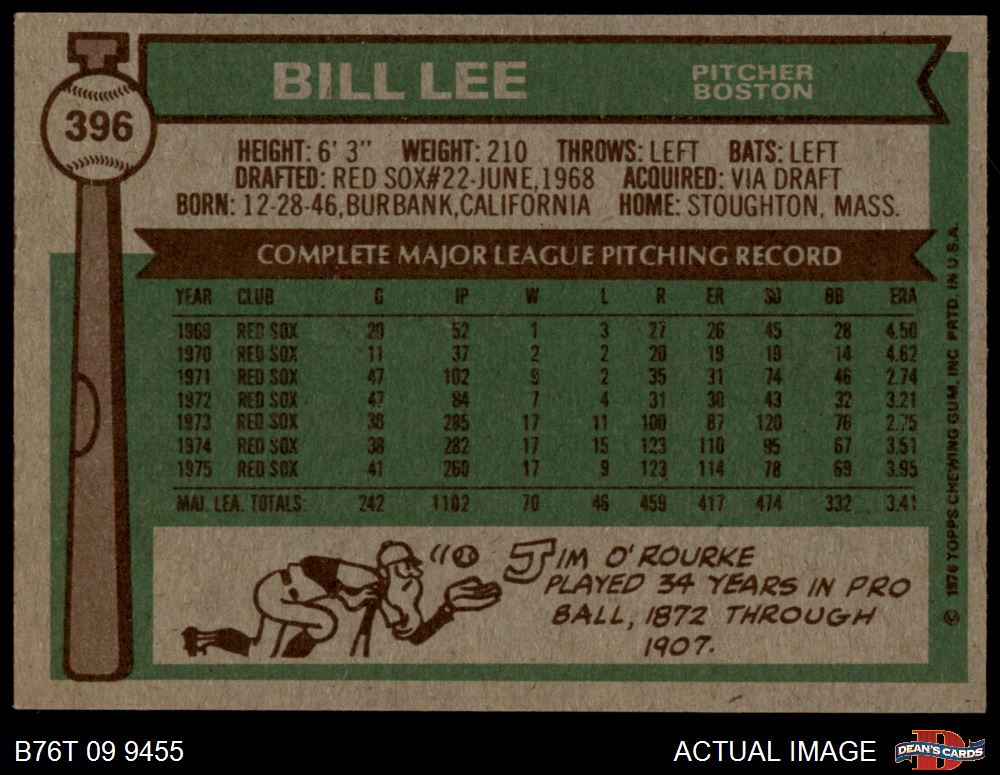 BILL LEE
PITCHER
BOSTON
396
HEIGHT: 6' 3" WEIGHT: 210 THROWS: LEFT BATS: LEFT
DRAFTED: RED SOX#22-JUNE,1968 ACQUIRED: VIA DRAFT
BORN: 12-28-46,BURBANK,CALIFORNIA HOME: STOUGHTON, MASS.
COMPLETE MAJOR LEAGUE PITCHING RECORD
YEAR CLUB G IP W L R ER SO BB ERA
1969 RED SOX 20 52 1 3 27 26 45 28 4.50
1970 RED SOX 11 37 2 2 20 19 19 14 4.62
1971 RED SOX 47 102 9 2 35 31 74 46 2.74
1972 RED SOX 47 84 7 4 31 30 43 32 3.21
1973 RED SOX 38 285 17 11 100 87 120 76 2.75
1974 RED SOX 38 282 17 15 123 110 95 67 3.51
1975 RED SOX 41 260 17 9 123 114 78 69 3.95
MAJ. LEA. TOTALS: 242 1102 70 46 459 417 474 332 3.41
JIM O'ROURKE
PLAYED 34 YEARS IN PRO
BALL, 1872 THROUGH
1907.
© 1976 TOPPS CHEWING GUM, INC. PRTD. IN U.S.A.
B76T 09 9455
ACTUAL IMAGE
D
DEAN'S CARDS